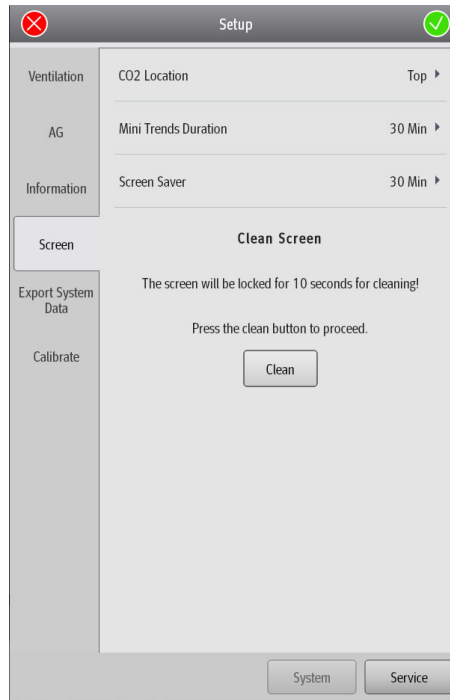 Setup
Ventilation
AG
Information
Screen
Export System
Data
Calibrate
CO2 Location Top
Mini Trends Duration 30 Min
Screen Saver 30 Min
Clean Screen
The screen will be locked for 10 seconds for cleaning!
Press the clean button to proceed.
Clean
System
Service